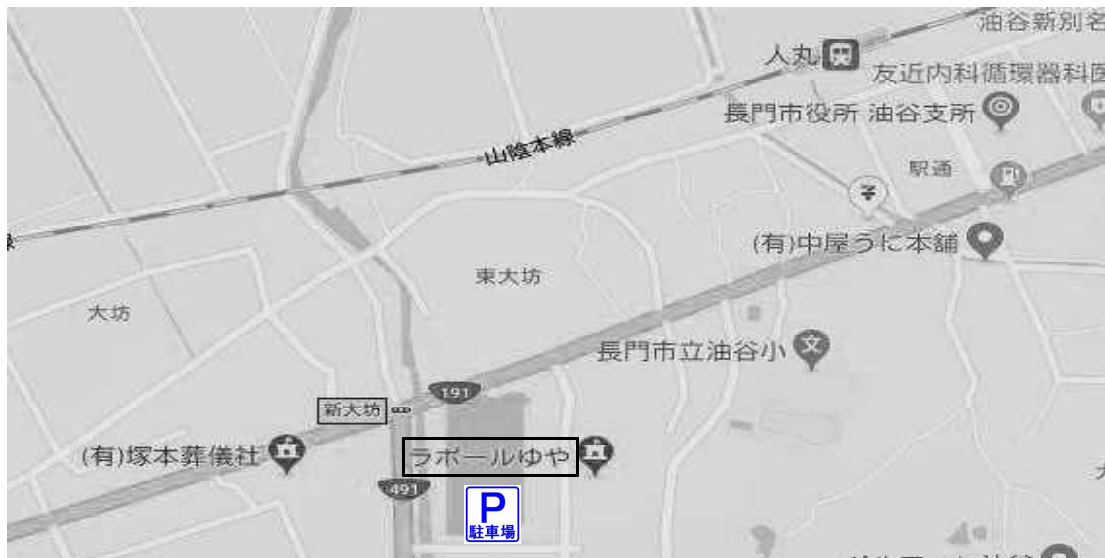 油谷新別名
人丸
友近内科循環器科医
長門市役所 油谷支所
山陰本線
駅通
線
(有)中屋うに本舗
東大坊
大坊
長門市立油谷小
191
新大坊
(有)塚本葬儀社
ラポールゆや
491
P
駐車場